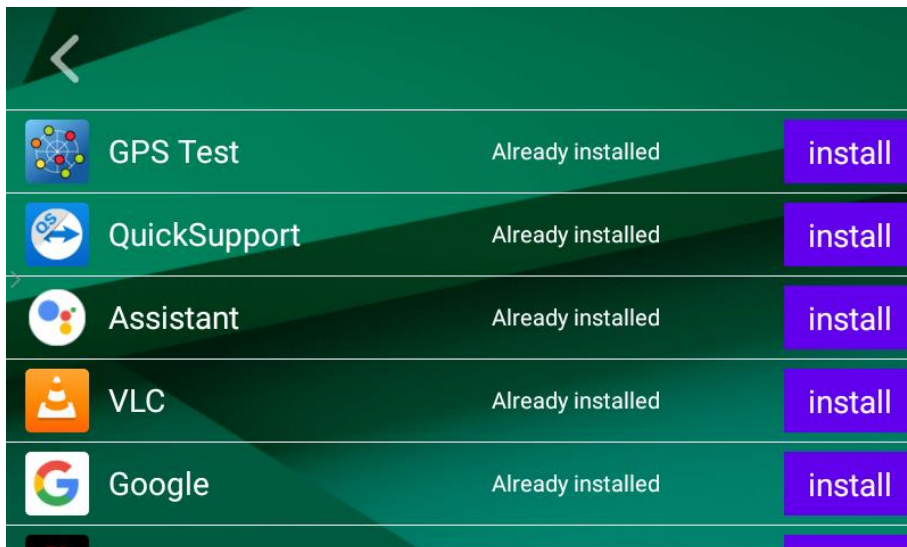 GPS Test Already installed install
QS
QuickSupport Already installed install
Assistant Already installed install
VLC Already installed install
G
Google Already installed install